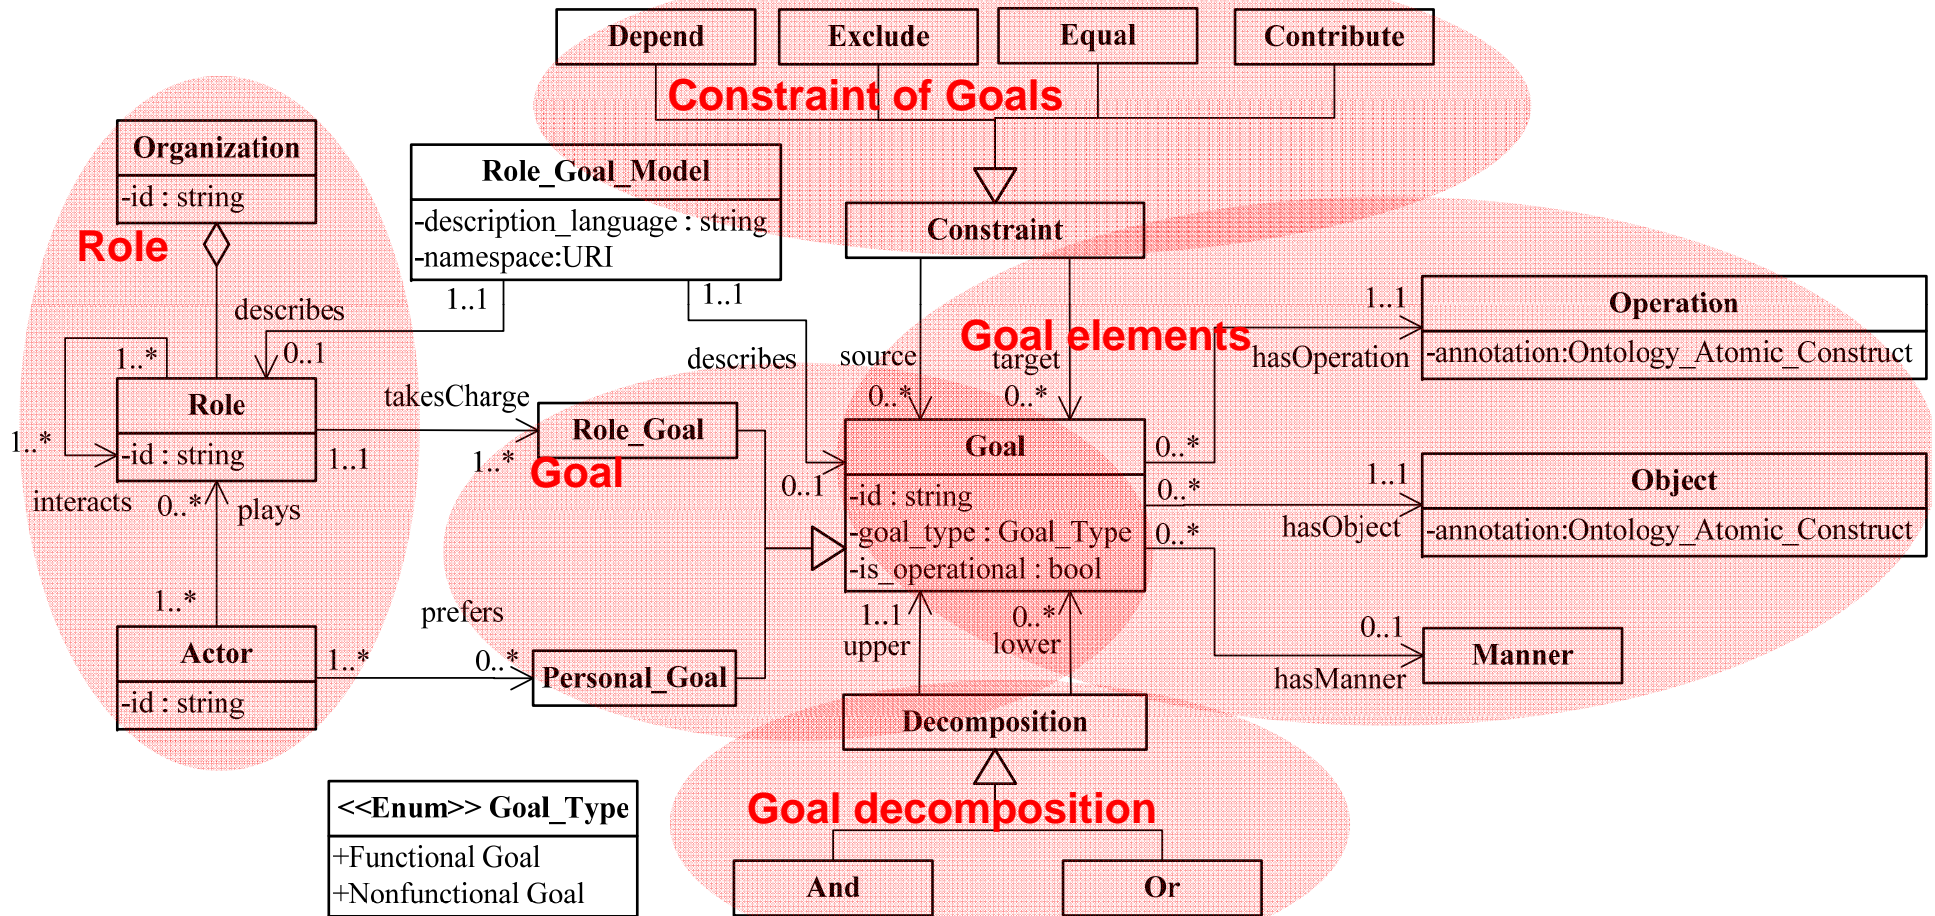 Depend
Exclude
Equal
Contribute
Constraint of Goals
Organization
-id : string
Role
Role_Goal_Model
-description_language : string
-namespace:URI
Constraint
1..1
1..1
describes
0..1
describes
source
0..*
target
0..*
Goal elements
1..1
hasOperation
Operation
-annotation:Ontology_Atomic_Construct
1..*
1..*
interacts
Role
-id : string
takesCharge
1..1
1..*
Role_Goal
Goal
0..1
Goal
-id : string
-goal_type : Goal_Type
-is_operational : bool
0..*
0..*
0..*
1..1
hasObject
Object
-annotation:Ontology_Atomic_Construct
0..*
plays
1..*
Actor
-id : string
1..*
prefers
0..*
Personal_Goal
1..1
upper
0..*
lower
0..1
hasManner
Manner
Decomposition
Goal decomposition
And
Or
<<Enum>> Goal_Type
+Functional Goal
+Nonfunctional Goal